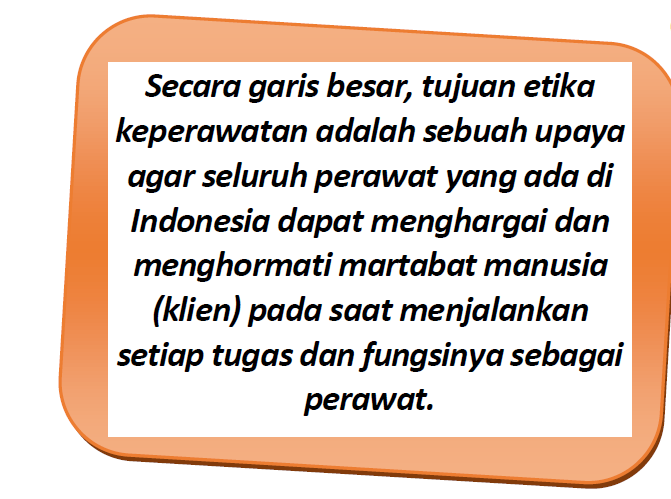 Secara garis besar, tujuan etika
keperawatan adalah sebuah upaya
agar seluruh perawat yang ada di
Indonesia dapat menghargai dan
menghormati martabat manusia
(klien) pada saat menjalankan
setiap tugas dan fungsinya sebagai
perawat.